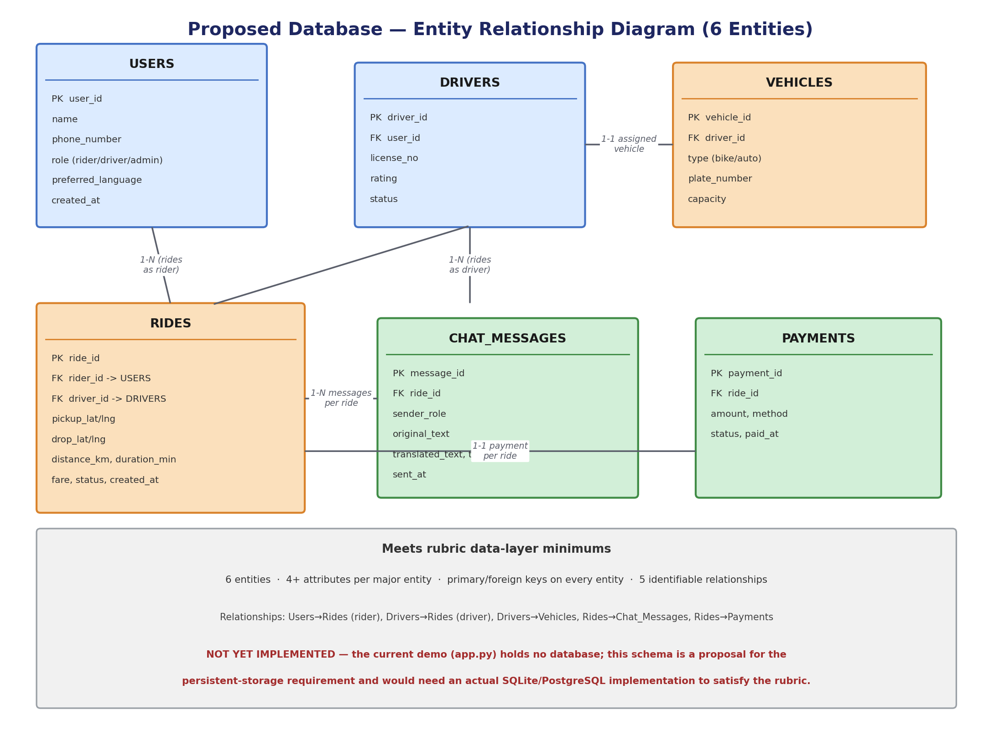 Proposed Database — Entity Relationship Diagram (6 Entities)
USERS
PK user_id
name
phone_number
role (rider/driver/admin)
preferred_language
created_at
DRIVERS
PK driver_id
FK user_id
license_no
rating
status
1-1 assigned
vehicle
VEHICLES
PK vehicle_id
FK driver_id
type (bike/auto)
plate_number
capacity
1-N (rides
as rider)
1-N (rides
as driver)
RIDES
PK ride_id
FK rider_id -> USERS
FK driver_id -> DRIVERS
pickup_lat/lng
drop_lat/lng
distance_km, duration_min
fare, status, created_at
1-N messages
per ride
CHAT_MESSAGES
PK message_id
FK ride_id
sender_role
original_text
translated_text,
sent_at
1-1 payment
per ride
PAYMENTS
PK payment_id
FK ride_id
amount, method
status, paid_at
Meets rubric data-layer minimums
6 entities · 4+ attributes per major entity · primary/foreign keys on every entity · 5 identifiable relationships
Relationships: Users→Rides (rider), Drivers→Rides (driver), Drivers→Vehicles, Rides→Chat_Messages, Rides→Payments
NOT YET IMPLEMENTED — the current demo (app.py) holds no database; this schema is a proposal for the
persistent-storage requirement and would need an actual SQLite/PostgreSQL implementation to satisfy the rubric.